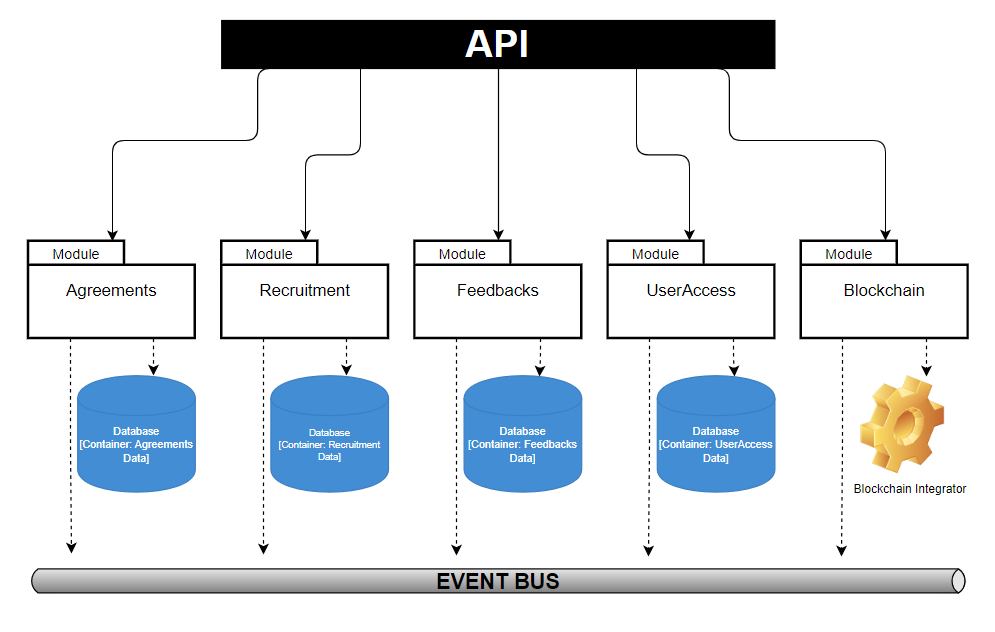 API
Module
Agreements
Module
Recruitment
Module
Feedbacks
Module
UserAccess
Module
Blockchain
Database
[Container: Agreements
Data]
Database
[Container: Recruitment
Data]
Database
[Container: Feedbacks
Data]
Database
[Container: UserAccess
Data]
Blockchain Integrator
EVENT BUS